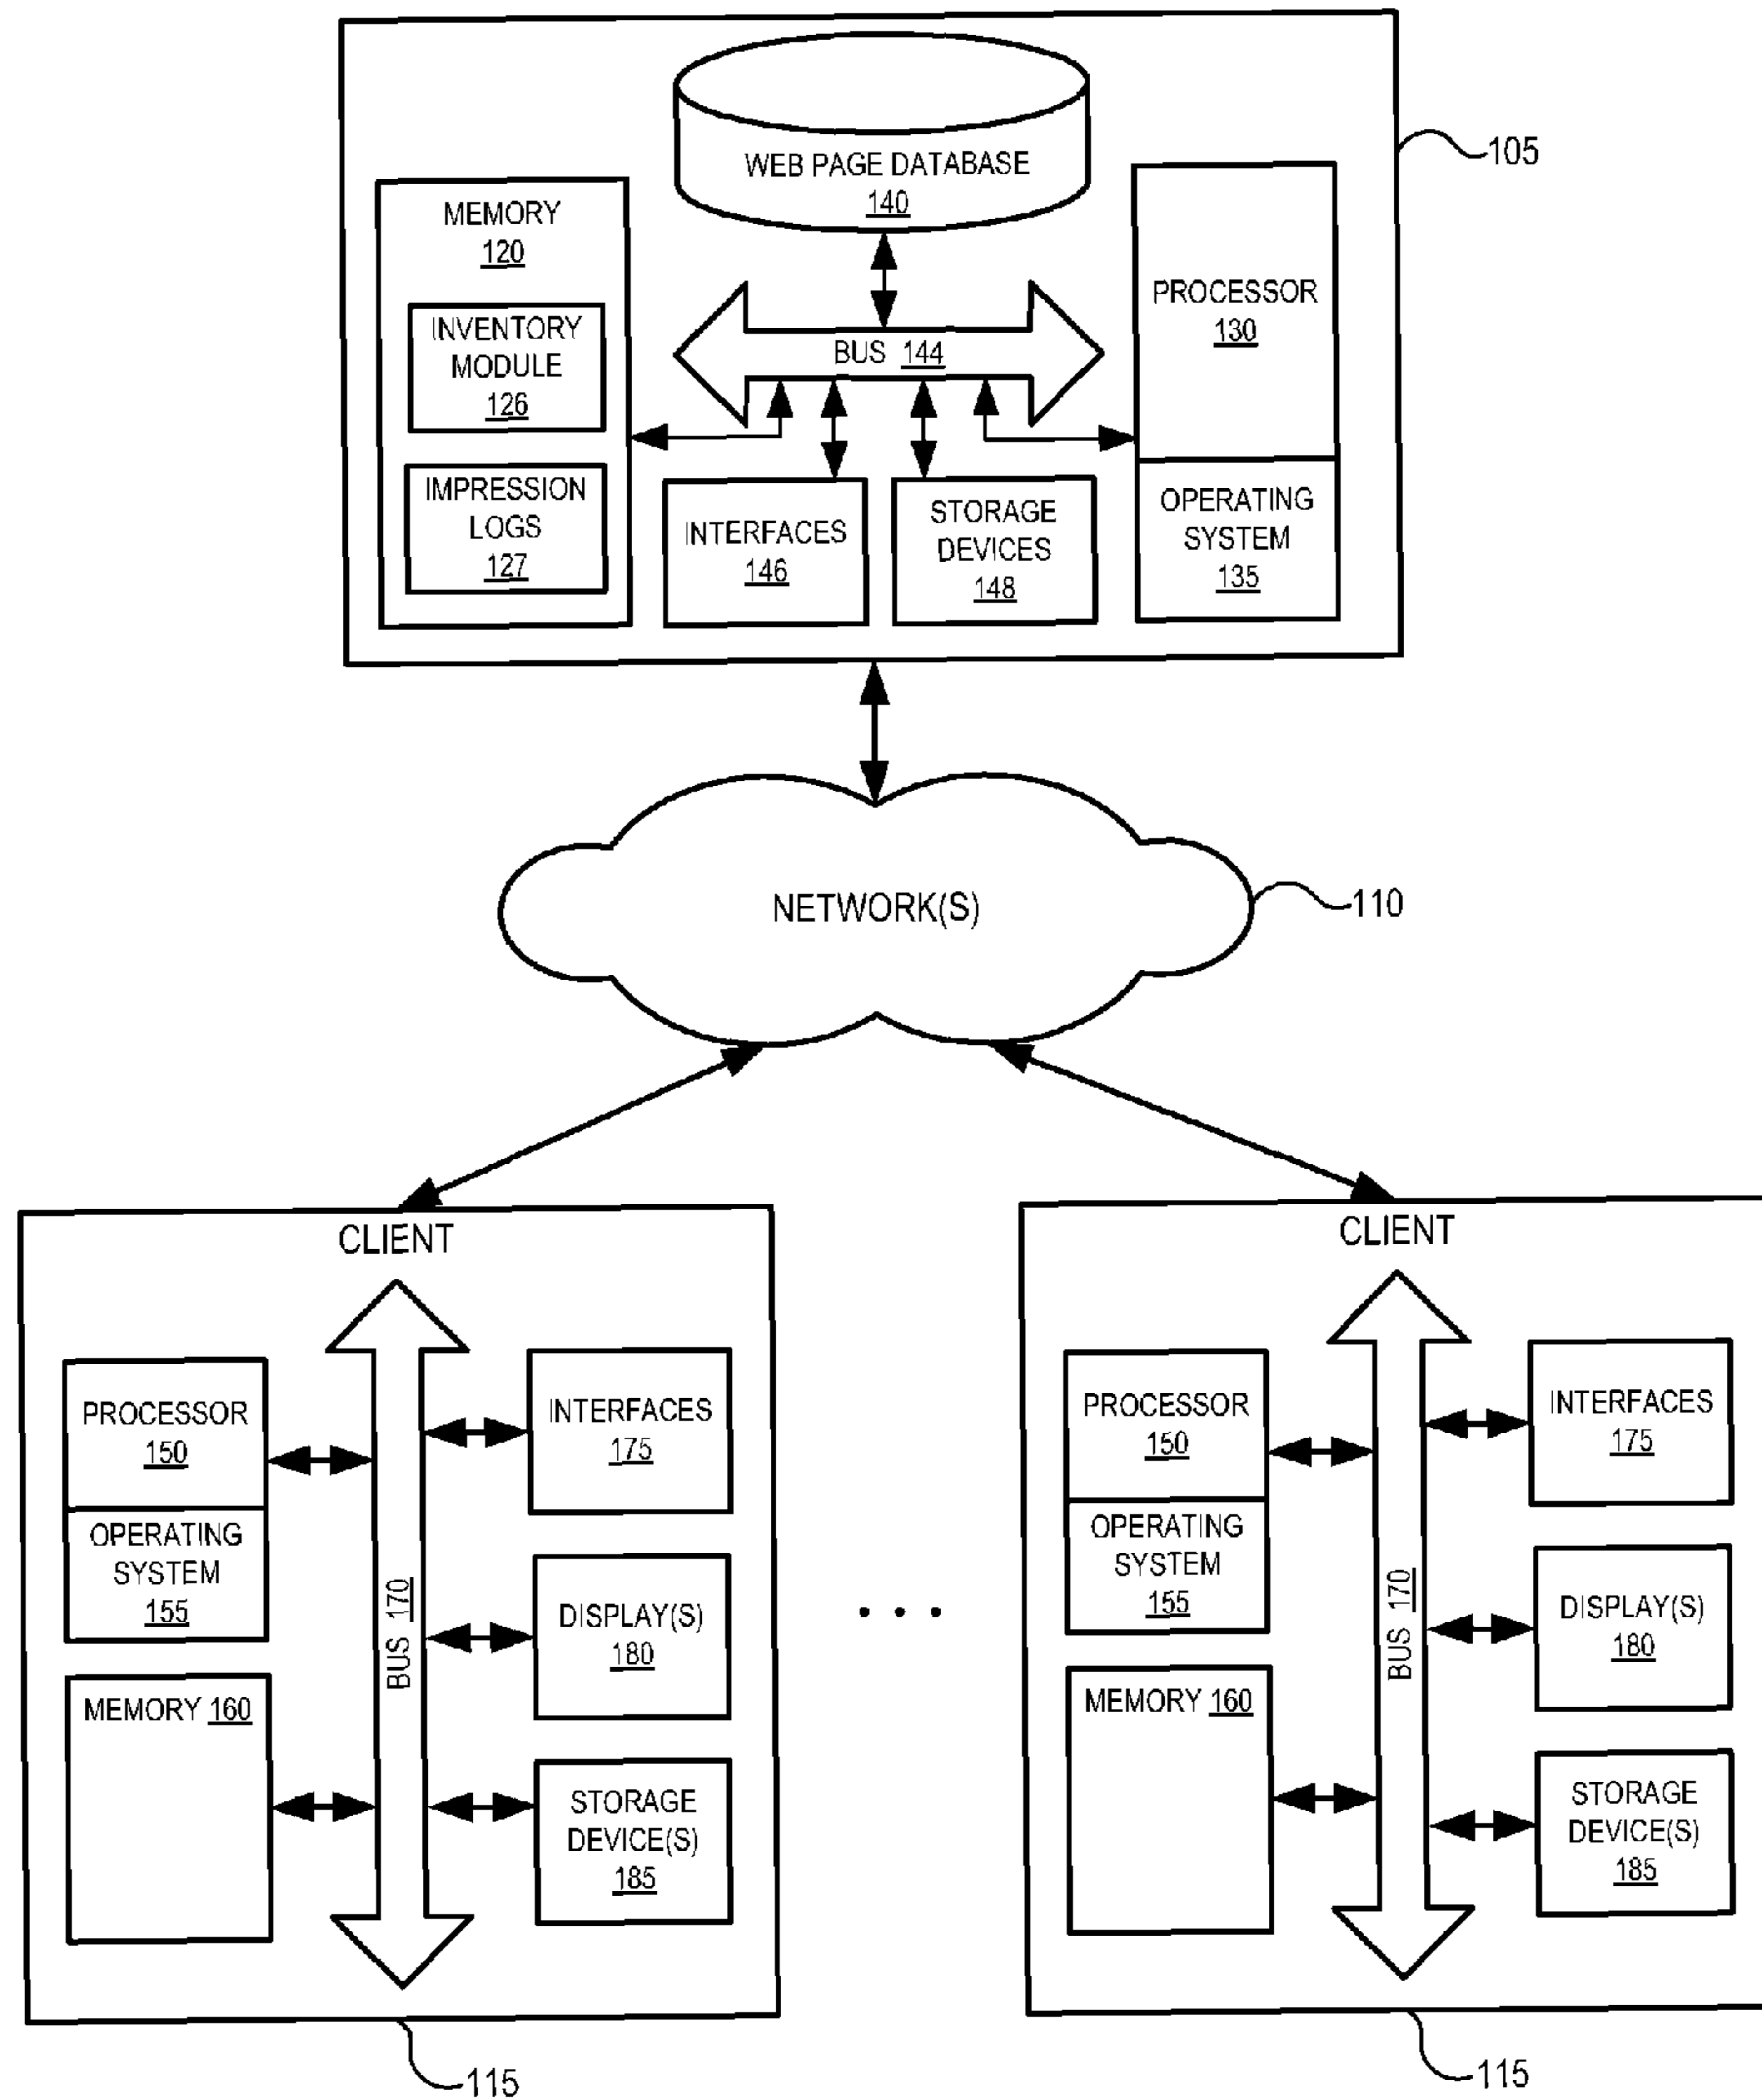 WEB PAGE DATABASE
140
105
MEMORY
120
INVENTORY
MODULE
126
IMPRESSION
LOGS
127
BUS 144
PROCESSOR
130
OPERATING
SYSTEM
135
INTERFACES
146
STORAGE
DEVICES
148
NETWORK(S)
110
CLIENT
PROCESSOR
150
OPERATING
SYSTEM
155
MEMORY 160
BUS 170
INTERFACES
175
DISPLAY(S)
180
STORAGE
DEVICE(S)
185
115
• • •
CLIENT
PROCESSOR
150
OPERATING
SYSTEM
155
MEMORY 160
BUS 170
INTERFACES
175
DISPLAY(S)
180
STORAGE
DEVICE(S)
185
115